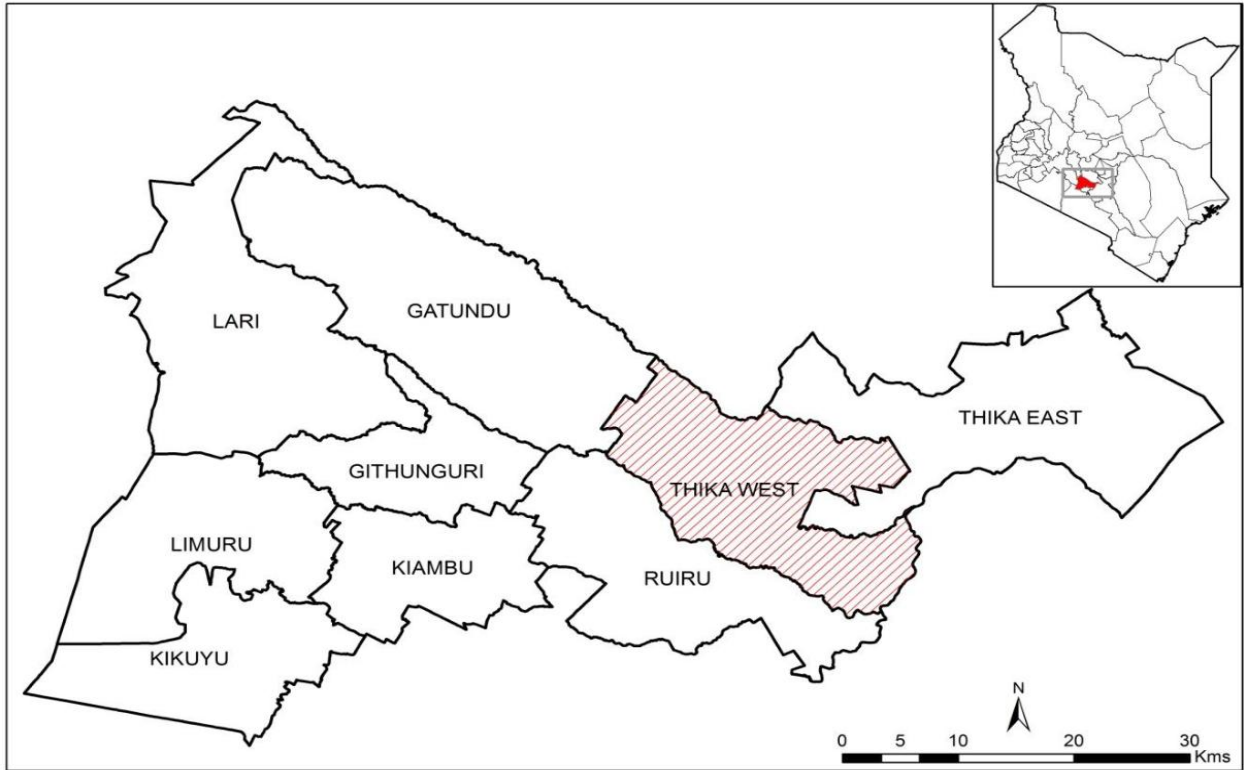 LARI
GATUNDU
THIKA EAST
GITHUNGURI
THIKA WEST
LIMURU
KIAMBU
RUIRU
KIKUYU
N
0 5 10 20 30
Kms